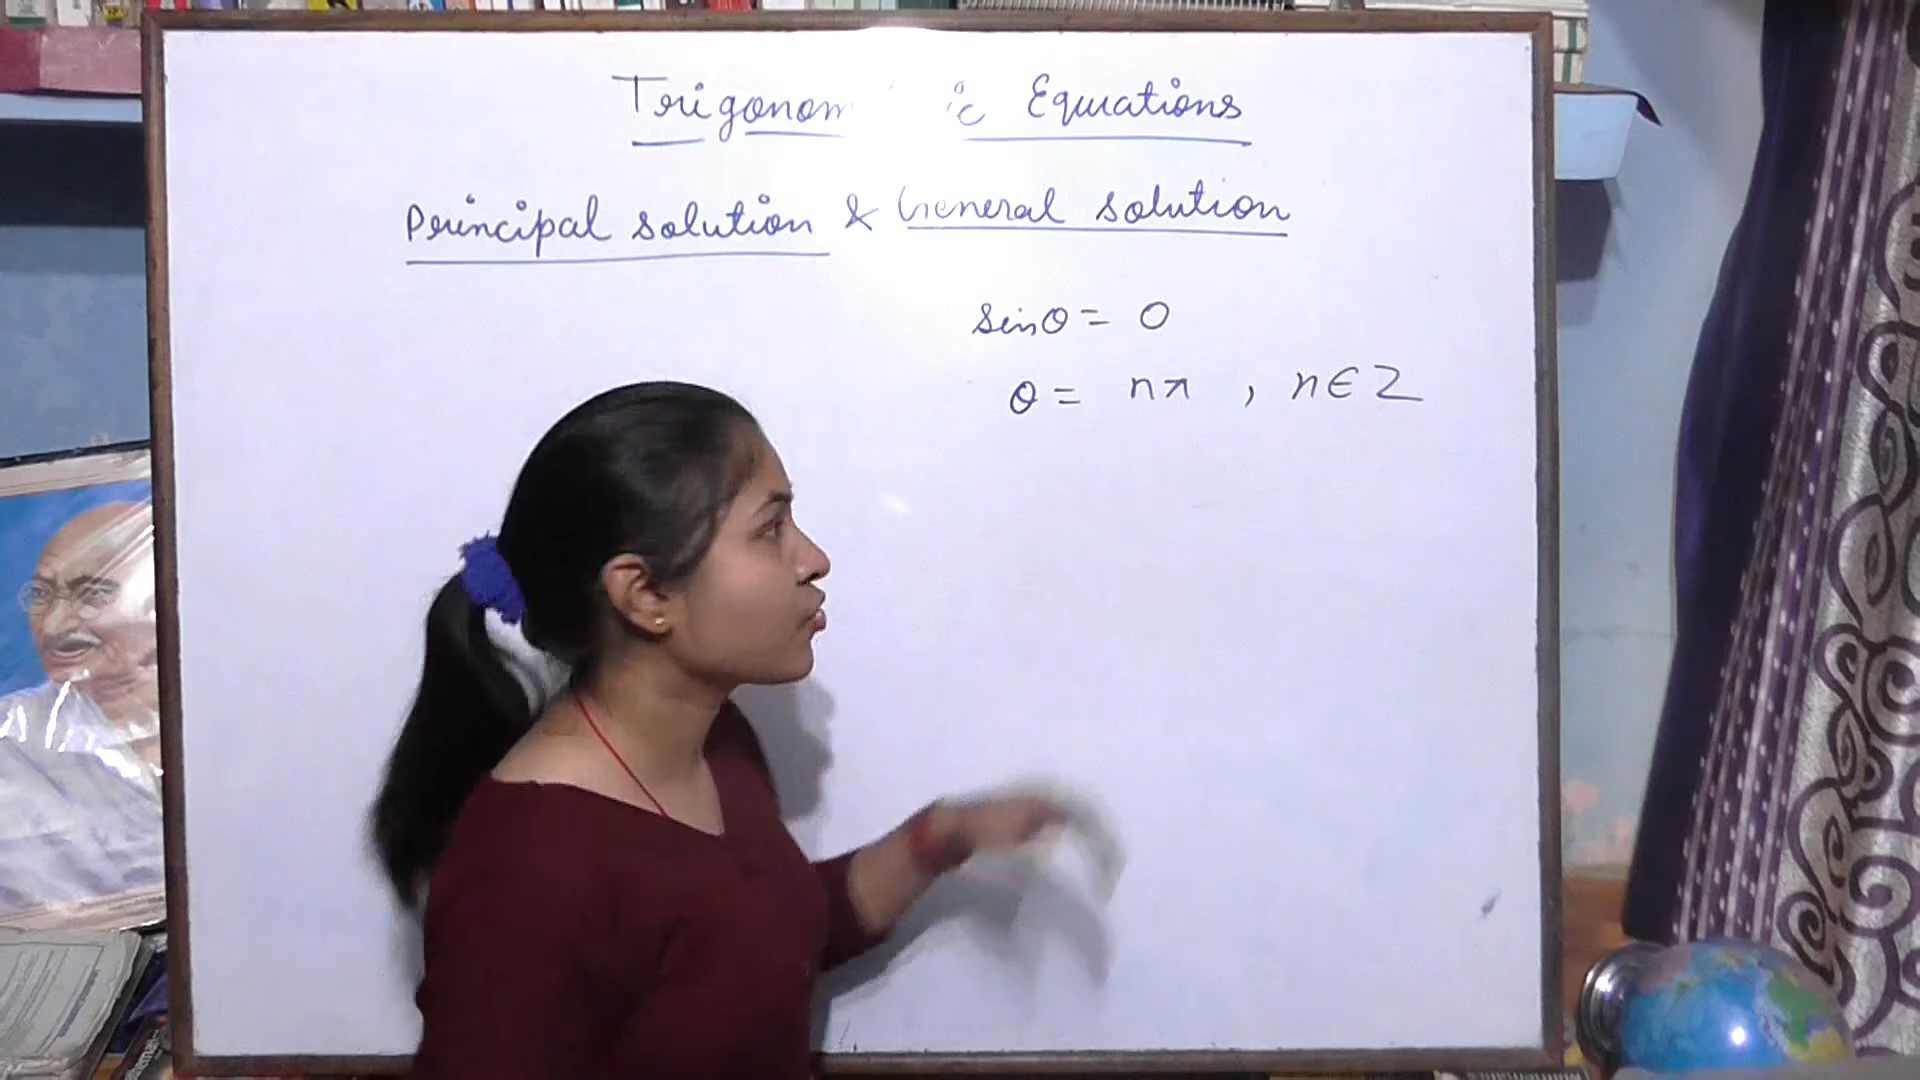 Trigonom ic Equations
Principal solution & General solution
sinθ = 0
θ = nπ , n∈Z